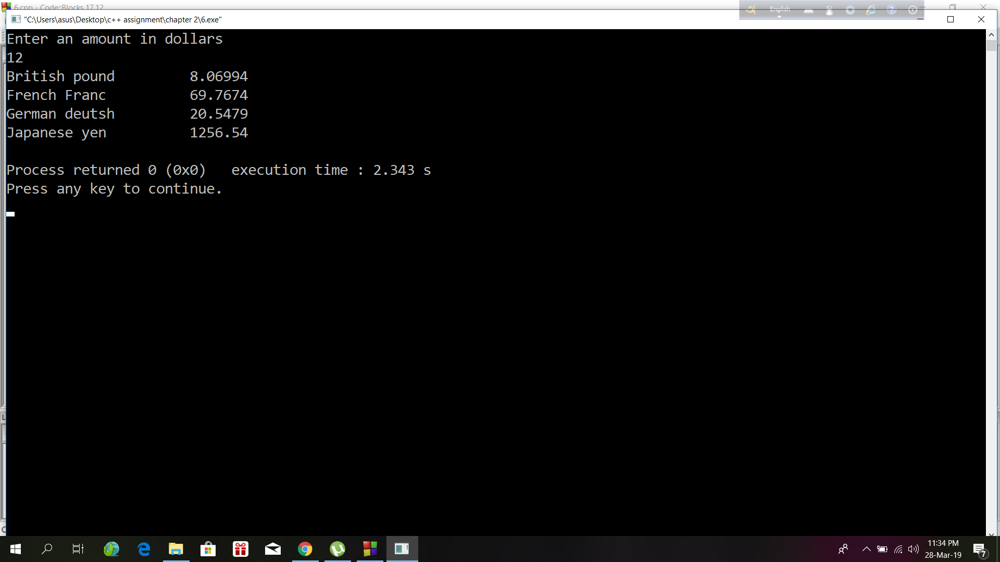 6.cpp - Code::Blocks 17.12
English
"C:\Users\asus\Desktop\c++ assignment\chapter 2\6.exe"
Enter an amount in dollars
12
British pound 8.06994
French Franc 69.7674
German deutsh 20.5479
Japanese yen 1256.54
Process returned 0 (0x0) execution time : 2.343 s
Press any key to continue.
L
C
11:34 PM
28-Mar-19
7